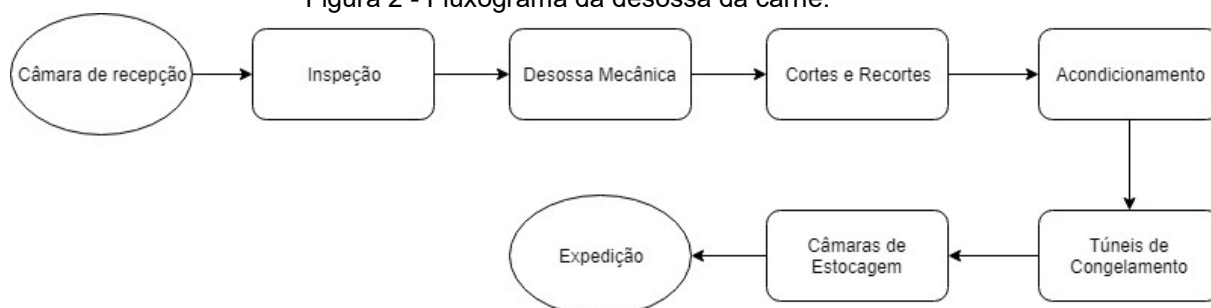 Figura 2 - Fluxograma da desossa da carne.
Câmara de recepção
Inspeção
Desossa Mecânica
Cortes e Recortes
Acondicionamento
Túneis de
Congelamento
Câmaras de
Estocagem
Expedição